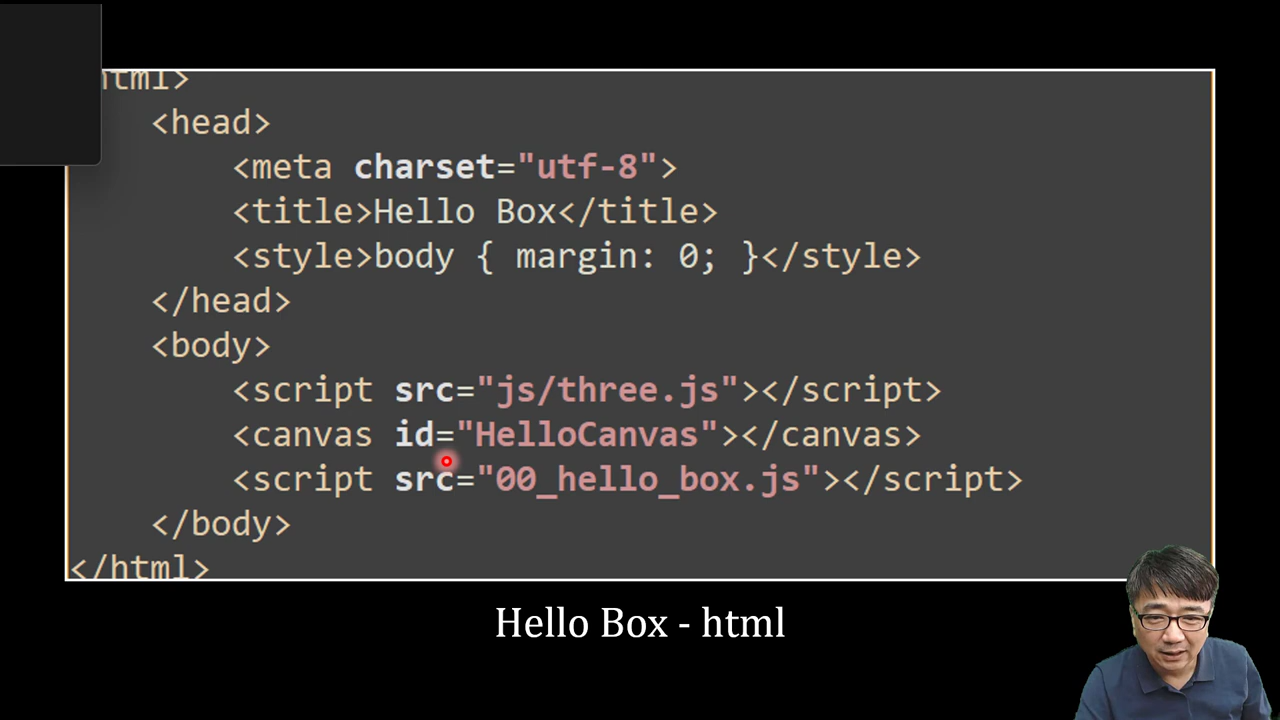 html>
<head>
<meta charset="utf-8">
<title>Hello Box</title>
<style>body { margin: 0; }</style>
</head>
<body>
<script src="js/three.js"></script>
<canvas id="HelloCanvas"></canvas>
<script src="00_hello_box.js"></script>
</body>
</html>
Hello Box - html